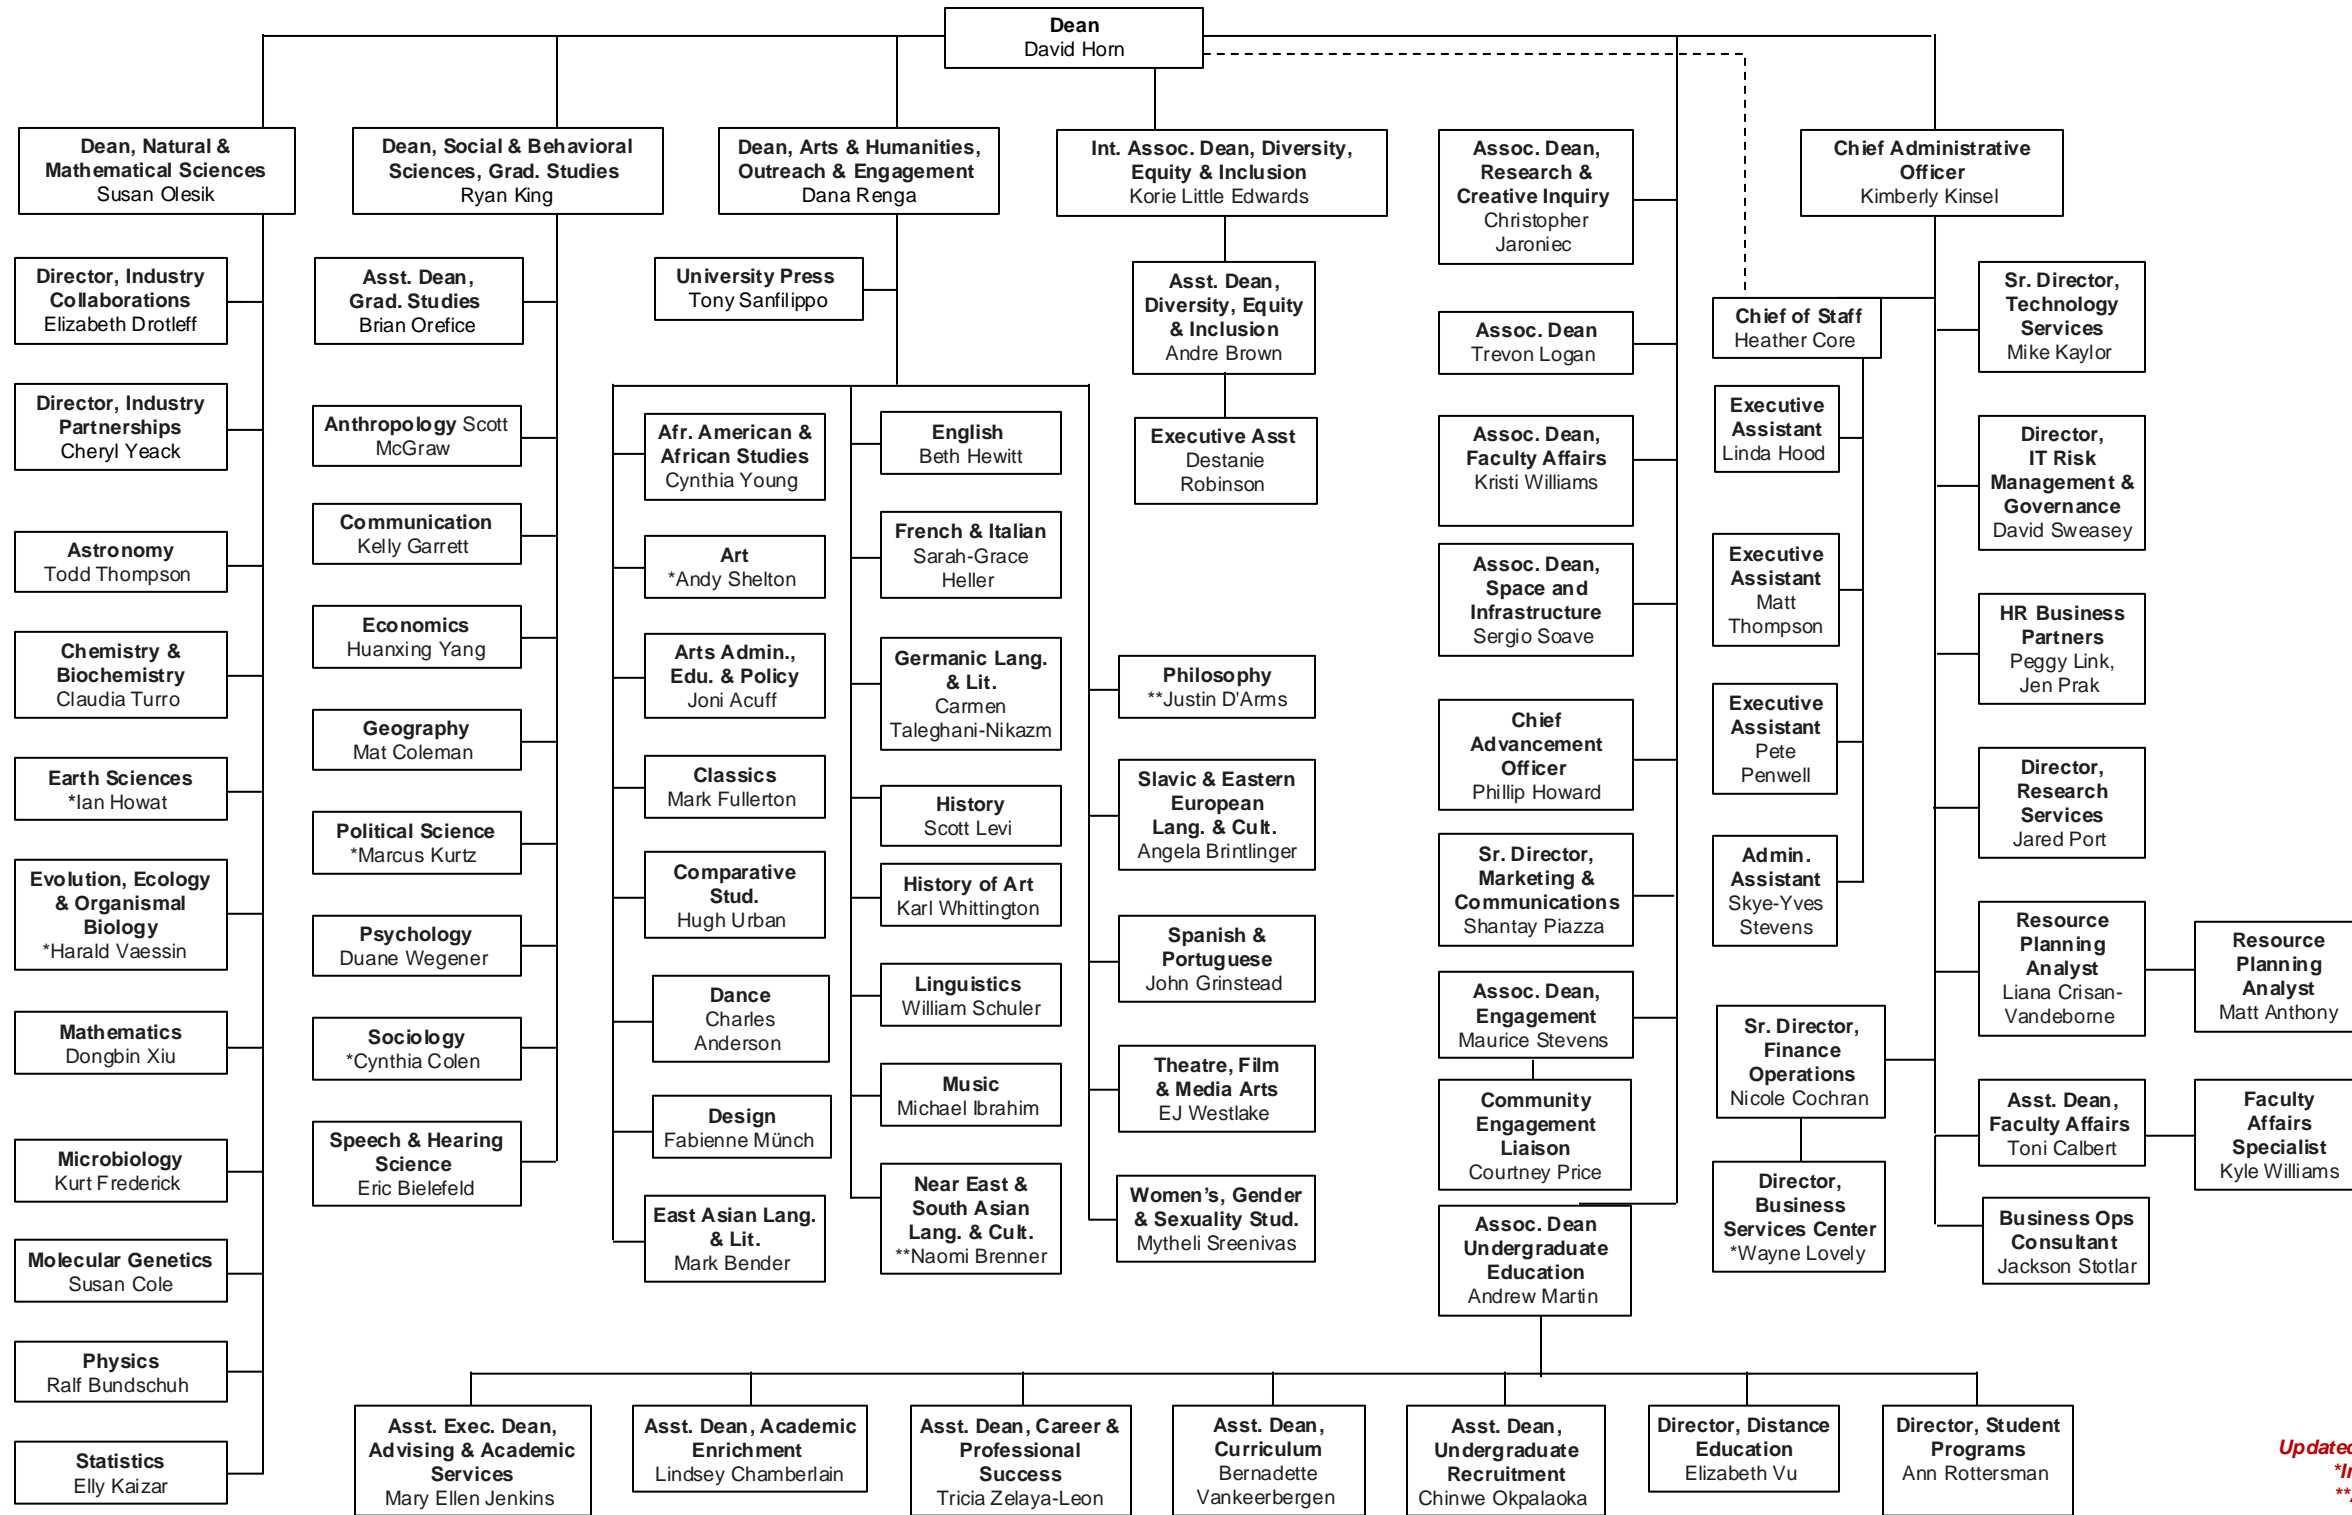 Dean
David Horn
Dean, Natural &
Mathematical Sciences
Susan Olesik
Dean, Social & Behavioral
Sciences, Grad. Studies
Ryan King
Dean, Arts & Humanities,
Outreach & Engagement
Dana Renga
Int. Assoc. Dean, Diversity,
Equity & Inclusion
Korie Little Edwards
Assoc. Dean,
Research &
Creative Inquiry
Christopher
Jaroniec
Chief Administrative
Officer
Kimberly Kinsel
Director, Industry
Collaborations
Elizabeth Drotleff
Director, Industry
Partnerships
Cheryl Yeack
Astronomy
Todd Thompson
Chemistry &
Biochemistry
Claudia Turro
Earth Sciences
*Ian Howat
Evolution, Ecology
& Organismal
Biology
*Harald Vaessin
Mathematics
Dongbin Xiu
Microbiology
Kurt Frederick
Molecular Genetics
Susan Cole
Physics
Ralf Bundschuh
Statistics
Elly Kaizar
Asst. Dean,
Grad. Studies
Brian Orefice
Anthropology Scott
McGraw
Communication
Kelly Garrett
Economics
Huanxing Yang
Geography
Mat Coleman
Political Science
*Marcus Kurtz
Psychology
Duane Wegener
Sociology
*Cynthia Colen
Speech & Hearing
Science
Eric Bielefeld
University Press
Tony Sanfilippo
Afr. American &
African Studies
Cynthia Young
Art
*Andy Shelton
Arts Admin.,
Edu. & Policy
Joni Acuff
Classics
Mark Fullerton
Comparative
Stud.
Hugh Urban
Dance
Charles
Anderson
Design
Fabienne Münch
East Asian Lang.
& Lit.
Mark Bender
English
Beth Hewitt
French & Italian
Sarah-Grace
Heller
Germanic Lang.
& Lit.
Carmen
Taleghani-Nikazm
History
Scott Levi
History of Art
Karl Whittington
Linguistics
William Schuler
Music
Michael Ibrahim
Near East &
South Asian
Lang. & Cult.
**Naomi Brenner
Philosophy
**Justin D'Arms
Slavic & Eastern
European
Lang. & Cult.
Angela Brintlinger
Spanish &
Portuguese
John Grinstead
Theatre, Film
& Media Arts
EJ Westlake
Women’s, Gender
& Sexuality Stud.
Mytheli Sreenivas
Asst. Dean,
Diversity, Equity
& Inclusion
Andre Brown
Executive Asst
Destanie
Robinson
Assoc. Dean
Trevon Logan
Assoc. Dean,
Faculty Affairs
Kristi Williams
Assoc. Dean,
Space and
Infrastructure
Sergio Soave
Chief
Advancement
Officer
Phillip Howard
Sr. Director,
Marketing &
Communications
Shantay Piazza
Assoc. Dean,
Engagement
Maurice Stevens
Community
Engagement
Liaison
Courtney Price
Assoc. Dean
Undergraduate
Education
Andrew Martin
Chief of Staff
Heather Core
Executive
Assistant
Linda Hood
Executive
Assistant
Matt
Thompson
Executive
Assistant
Pete
Penwell
Admin.
Assistant
Skye-Yves
Stevens
Sr. Director,
Finance
Operations
Nicole Cochran
Director,
Business
Services Center
*Wayne Lovely
Sr. Director,
Technology
Services
Mike Kaylor
Director,
IT Risk
Management &
Governance
David Sweasey
HR Business
Partners
Peggy Link,
Jen Prak
Director,
Research
Services
Jared Port
Resource
Planning
Analyst
Liana Crisan-
Vandeborne
Resource
Planning
Analyst
Matt Anthony
Asst. Dean,
Faculty Affairs
Toni Calbert
Faculty
Affairs
Specialist
Kyle Williams
Business Ops
Consultant
Jackson Stotlar
Asst. Exec. Dean,
Advising & Academic
Services
Mary Ellen Jenkins
Asst. Dean, Academic
Enrichment
Lindsey Chamberlain
Asst. Dean, Career &
Professional
Success
Tricia Zelaya-Leon
Asst. Dean,
Curriculum
Bernadette
Vankeerbergen
Asst. Dean,
Undergraduate
Recruitment
Chinwe Okpalaoka
Director, Distance
Education
Elizabeth Vu
Director, Student
Programs
Ann Rottersman
Updated